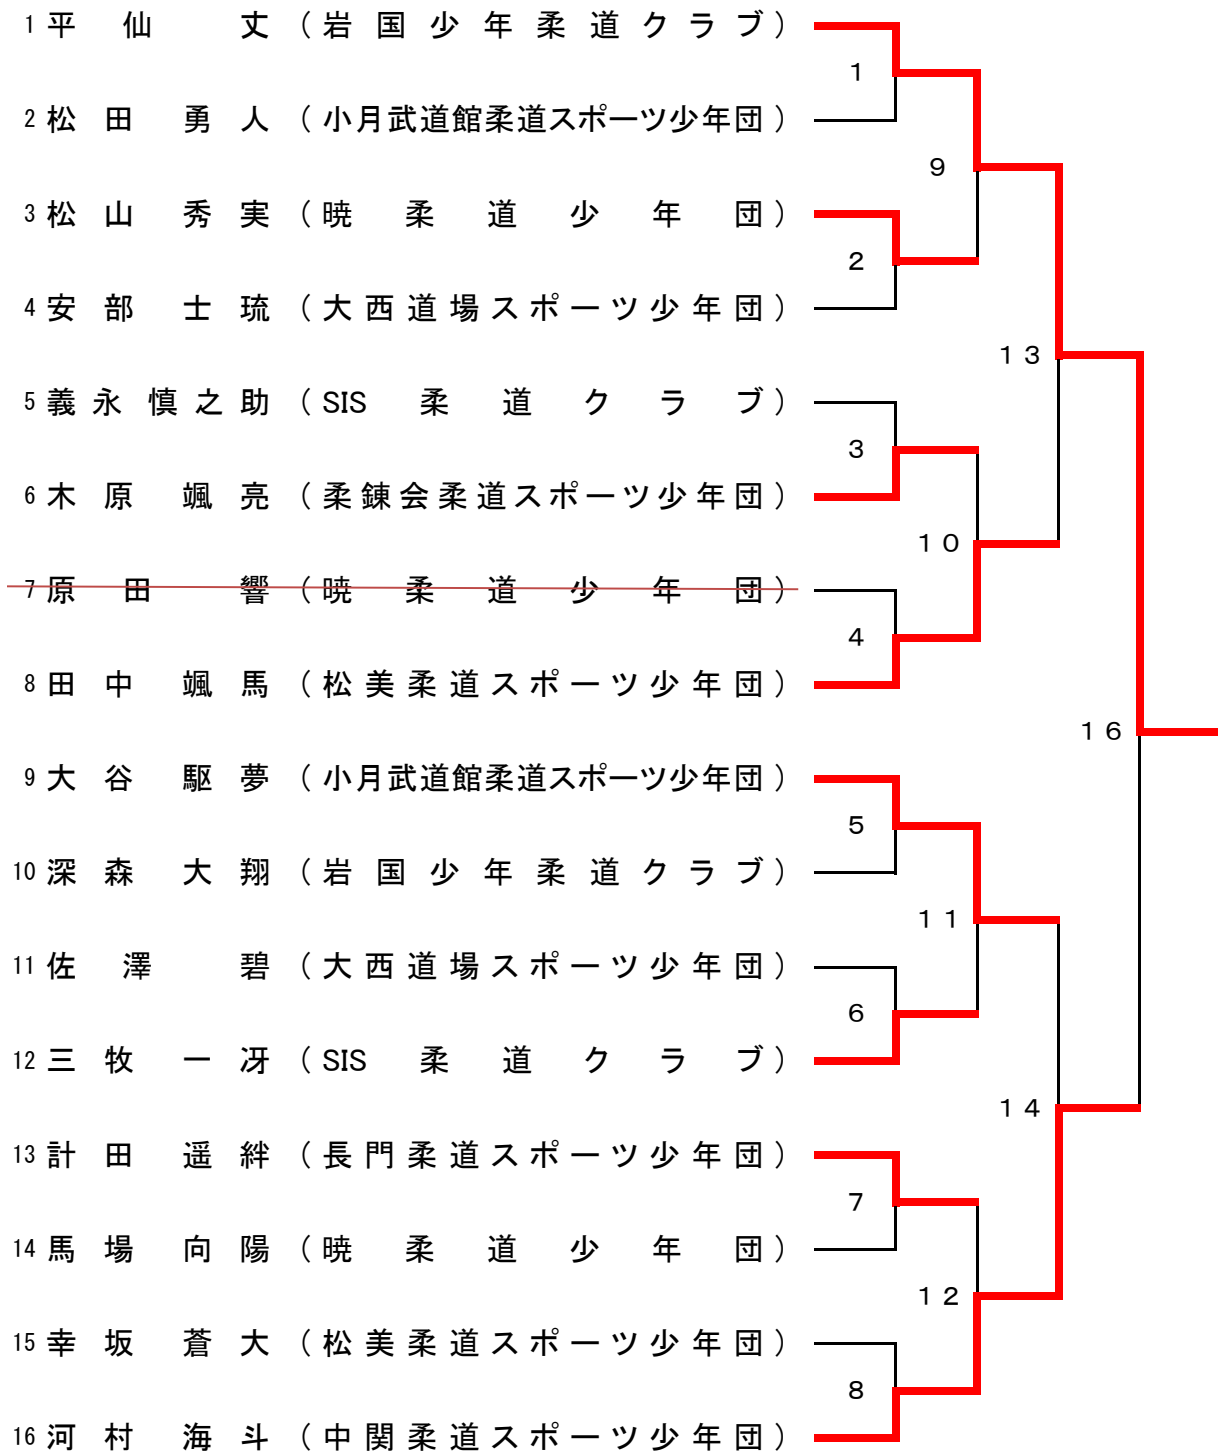 1 平 仙 丈 （ 岩 国 少 年 柔 道 ク ラ ブ ）
1
2 松 田 勇 人 （ 小月武道館柔道スポーツ少年団 ）
9
3 松 山 秀 実 （ 暁 柔 道 少 年 団 ）
2
4 安 部 士 琉 （ 大 西 道 場 ス ポ ー ツ 少 年 団 ）
13
5 義 永 慎 之 助 （ SIS 柔 道 ク ラ ブ ）
3
6 木 原 颯 亮 （ 柔 錬 会 柔 道 ス ポ ー ツ 少 年 団 ）
10
7 原 田 響 （ 暁 柔 道 少 年 団 ）
4
8 田 中 颯 馬 （ 松 美 柔 道 ス ポ ー ツ 少 年 団 ）
16
9 大 谷 駆 夢 （ 小月武道館柔道スポーツ少年団 ）
5
10 深 森 大 翔 （ 岩 国 少 年 柔 道 ク ラ ブ ）
11
11 佐 澤 碧 （ 大 西 道 場 ス ポ ー ツ 少 年 団 ）
6
12 三 牧 一 冴 （ SIS 柔 道 ク ラ ブ ）
14
13 計 田 遥 絆 （ 長 門 柔 道 ス ポ ー ツ 少 年 団 ）
7
14 馬 場 向 陽 （ 暁 柔 道 少 年 団 ）
12
15 幸 坂 蒼 大 （ 松 美 柔 道 ス ポ ー ツ 少 年 団 ）
8
16 河 村 海 斗 （ 中 関 柔 道 ス ポ ー ツ 少 年 団 ）